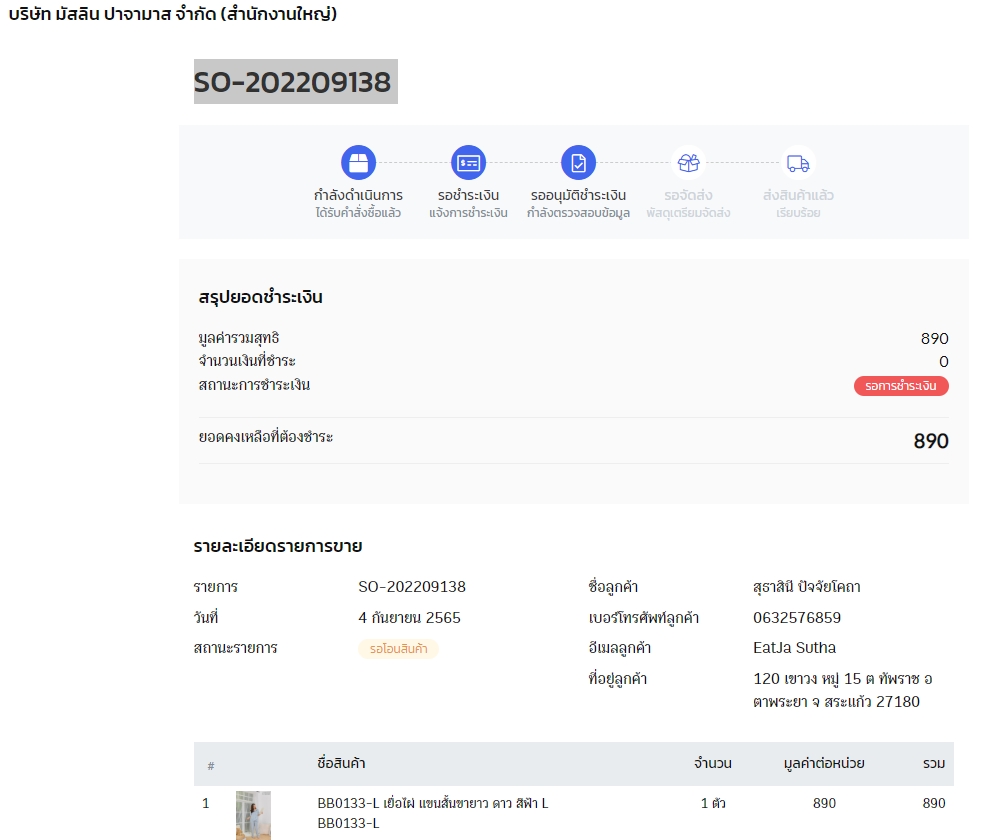 บริษัท มัสลิน ปาจามาส จำกัด (สำนักงานใหญ่)
SO-202209138
กำลังดำเนินการ รอชำระเงิน รออนุมัติชำระเงิน รอจัดส่ง ส่งสินค้าแล้ว
ได้รับคำสั่งซื้อแล้ว แจ้งการชำระเงิน กำลังตรวจสอบข้อมูล พัสดุเตรียมจัดส่ง เรียบร้อย
สรุปยอดชำระเงิน
มูลค่ารวมสุทธิ 890
จำนวนเงินที่ชำระ 0
สถานะการชำระเงิน รอการชำระเงิน
ยอดคงเหลือที่ต้องชำระ 890
รายละเอียดรายการขาย
รายการ SO-202209138 ชื่อลูกค้า สุธาสินี ปัจจัยโคถา
วันที่ 4 กันยายน 2565 เบอร์โทรศัพท์ลูกค้า 0632576859
สถานะรายการ รอโอนสินค้า อีเมลลูกค้า EatJa Sutha
ที่อยู่ลูกค้า 120 เขาวง หมู่ 15 ต ทัพราช อ
ตาพระยา จ สระแก้ว 27180
# ชื่อสินค้า จำนวน มูลค่าต่อหน่วย รวม
1 BB0133-L เยื่อไผ่ แขนสั้นขายาว ดาว สีฟ้า L 1 ตัว 890 890
BB0133-L